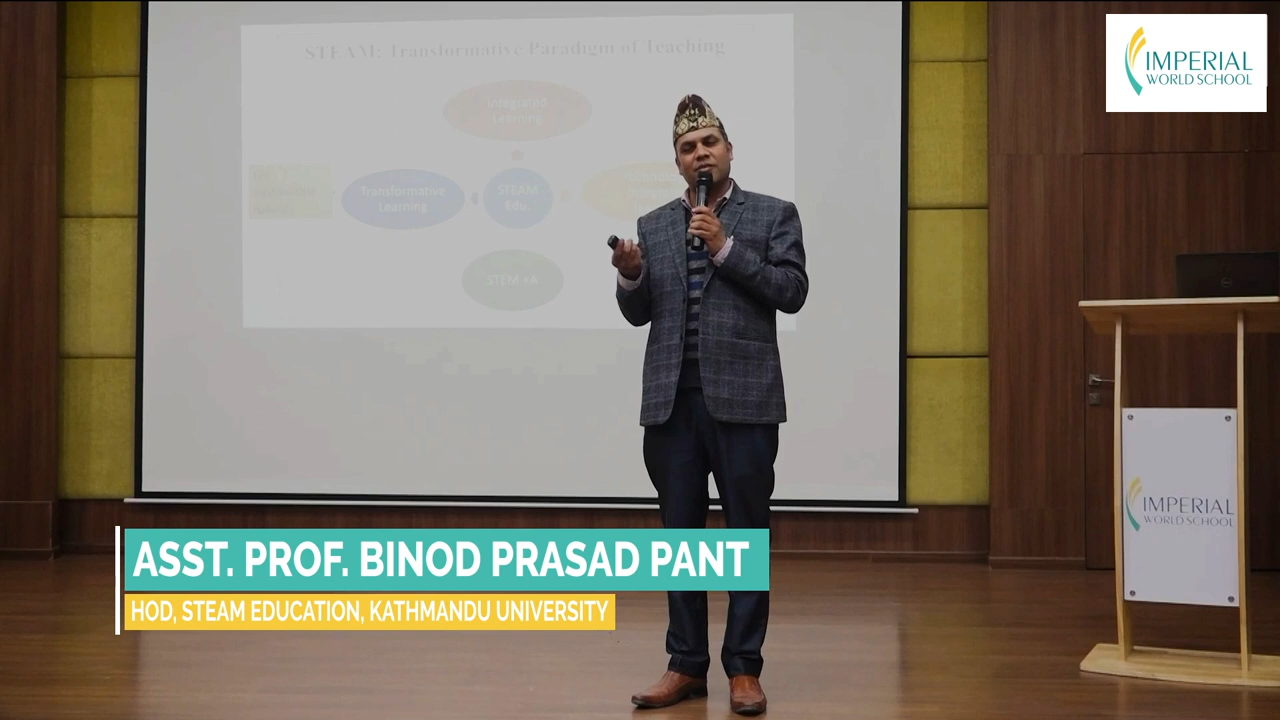 STEAM: Transformative Paradigm of Teaching
Integrated
Learning
Transformative
Learning
STEAM
Edu.
STEM +A
IMPERIAL
WORLD SCHOOL
IMPERIAL
WORLD SCHOOL
ASST. PROF. BINOD PRASAD PANT
HOD, STEAM EDUCATION, KATHMANDU UNIVERSITY